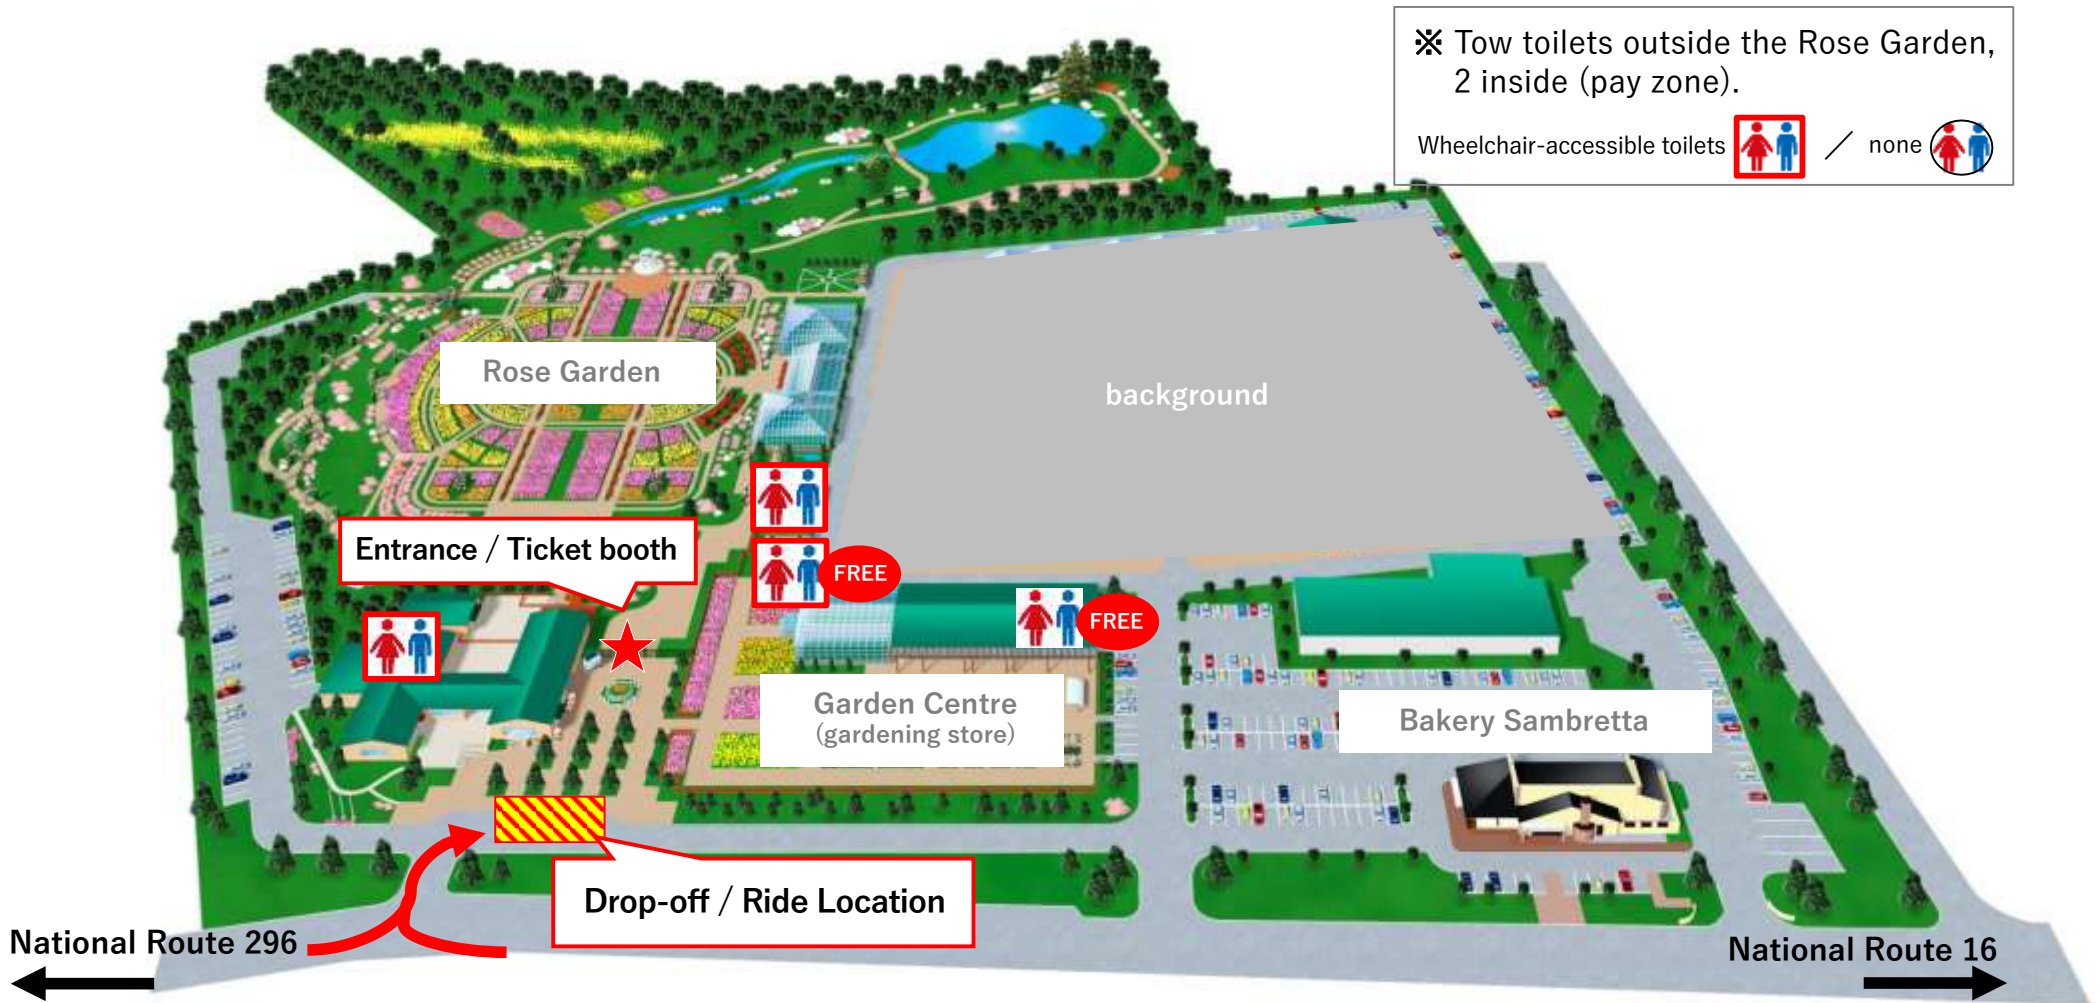 ※ Tow toilets outside the Rose Garden,
2 inside (pay zone).
Wheelchair-accessible toilets ／ none
Rose Garden
background
Entrance / Ticket booth
FREE
FREE
Garden Centre
(gardening store)
Bakery Sambretta
Drop-off / Ride Location
National Route 296
National Route 16